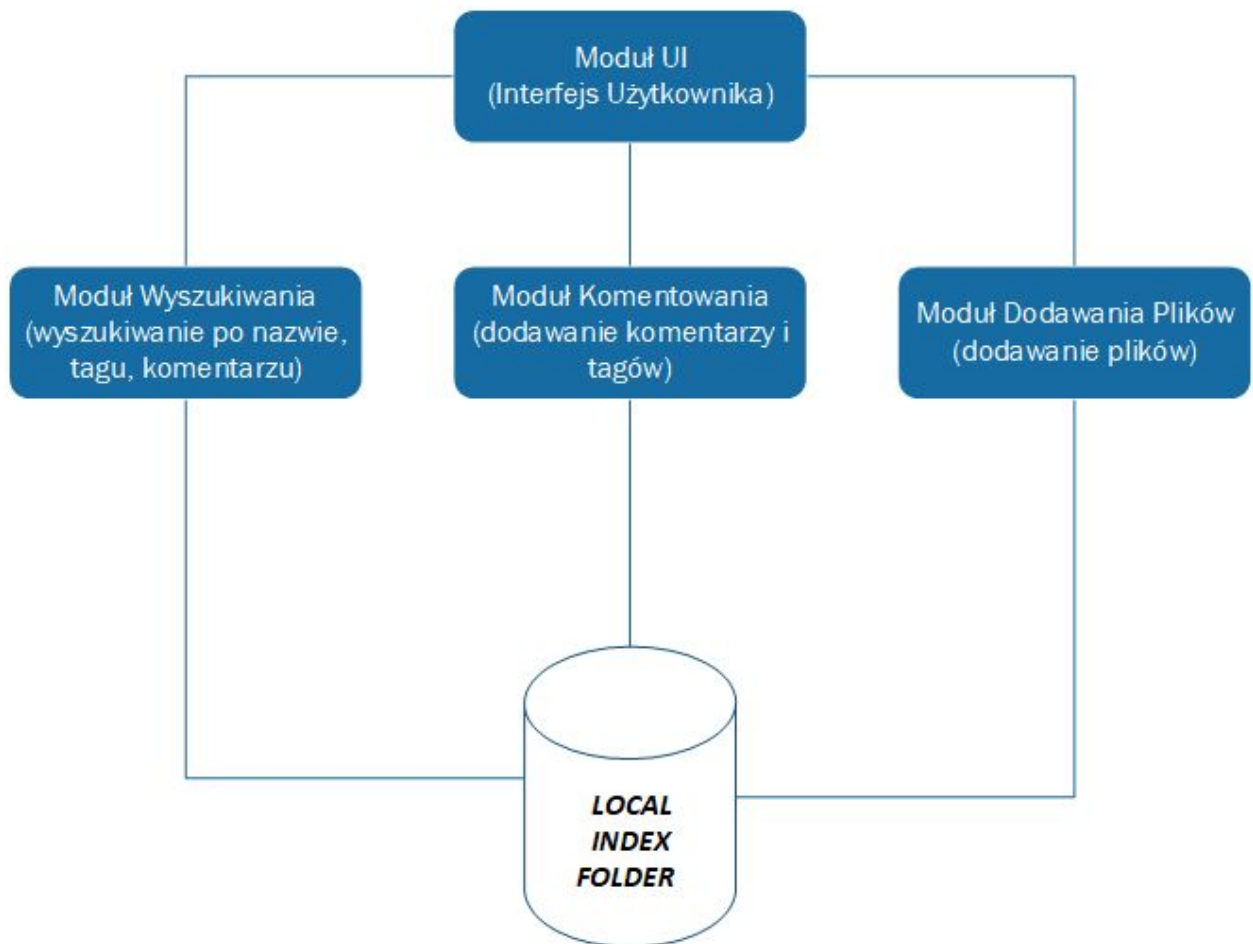 Moduł UI
(Interfejs Użytkownika)
Moduł Wyszukiwania
(wyszukiwanie po nazwie,
tagu, komentarzu)
Moduł Komentowania
(dodawanie komentarzy i
tagów)
Moduł Dodawania Plików
(dodawanie plików)
LOCAL
INDEX
FOLDER